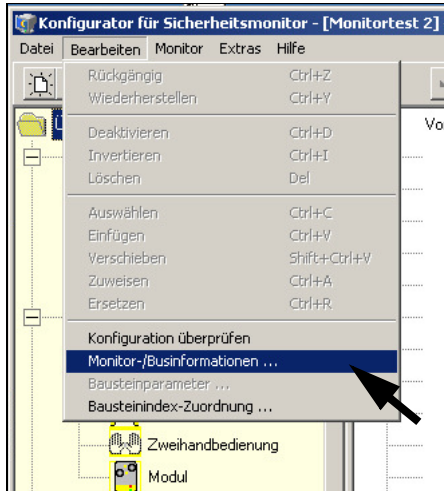 Konfigurator für Sicherheitsmonitor - [Monitortest 2]
Datei Bearbeiten Monitor Extras Hilfe
Rückgängig Ctrl+Z
Wiederherstellen Ctrl+Y
Deaktivieren Ctrl+D
Invertieren Ctrl+I
Löschen Del
Auswählen Ctrl+C
Einfügen Ctrl+V
Verschieben Shift+Ctrl+V
Zuweisen Ctrl+A
Ersetzen Ctrl+R
Konfiguration überprüfen
Monitor-/Businformationen ...
Bausteinparameter ...
Bausteinindex-Zuordnung ...
Zweihandbedienung
Modul